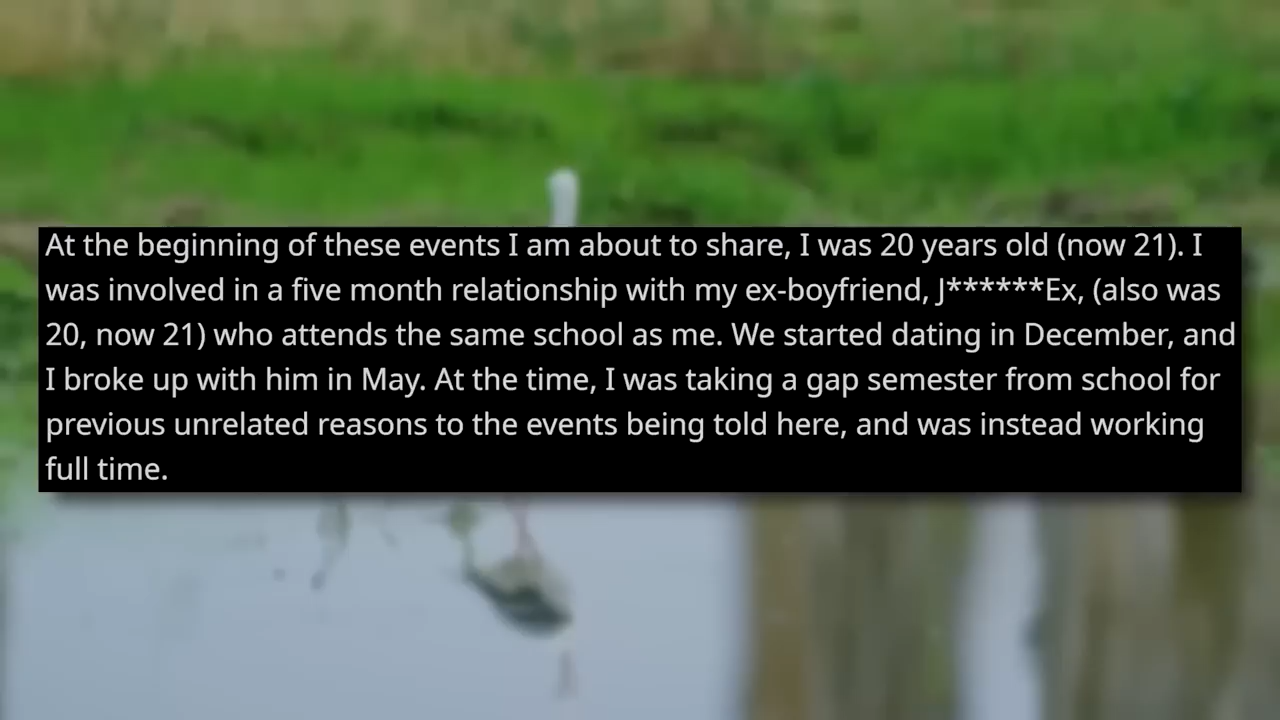 At the beginning of these events I am about to share, I was 20 years old (now 21). I
was involved in a five month relationship with my ex-boyfriend, J******Ex, (also was
20, now 21) who attends the same school as me. We started dating in December, and
I broke up with him in May. At the time, I was taking a gap semester from school for
previous unrelated reasons to the events being told here, and was instead working
full time.